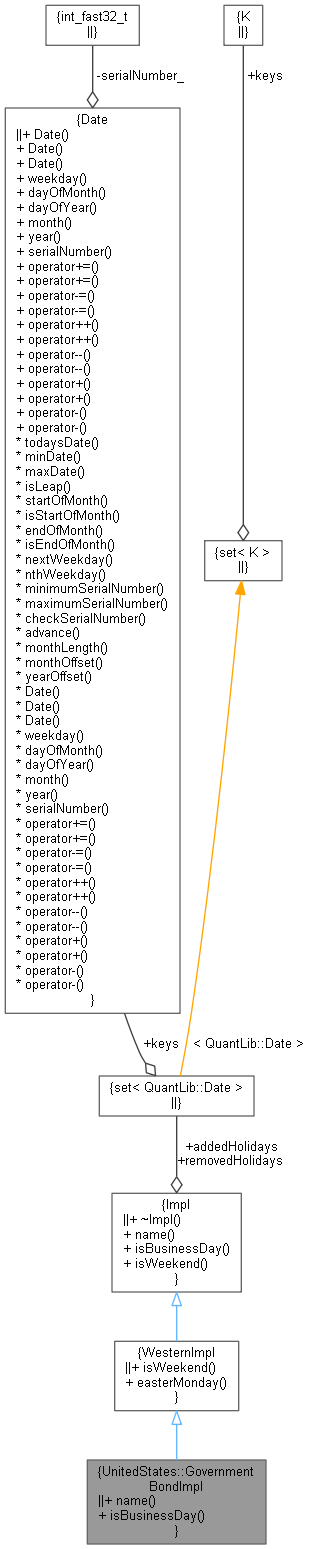 {int_fast32_t
||}
{K
||}
-serialNumber_
+keys
{Date
||+ Date()
+ Date()
+ Date()
+ weekday()
+ dayOfMonth()
+ dayOfYear()
+ month()
+ year()
+ serialNumber()
+ operator+=()
+ operator+=()
+ operator-=()
+ operator-=()
+ operator++()
+ operator++()
+ operator--()
+ operator--()
+ operator+()
+ operator+()
+ operator-()
+ operator-()
* todaysDate()
* minDate()
* maxDate()
* isLeap()
* startOfMonth()
* isStartOfMonth()
* endOfMonth()
* isEndOfMonth()
* nextWeekday()
* nthWeekday()
* minimumSerialNumber()
* maximumSerialNumber()
* checkSerialNumber()
* advance()
* monthLength()
* monthOffset()
* yearOffset()
* Date()
* Date()
* Date()
* weekday()
* dayOfMonth()
* dayOfYear()
* month()
* year()
* serialNumber()
* operator+=()
* operator+=()
* operator-=()
* operator-=()
* operator++()
* operator++()
* operator--()
* operator--()
* operator+()
* operator+()
* operator-()
* operator-()
}
{set< K >
||}
+keys
< QuantLib::Date >
{set< QuantLib::Date >
||}
+addedHolidays
+removedHolidays
{Impl
||+ ~Impl()
+ name()
+ isBusinessDay()
+ isWeekend()
}
{WesternImpl
||+ isWeekend()
+ easterMonday()
}
{UnitedStates::Government
BondImpl
||+ name()
+ isBusinessDay()
}